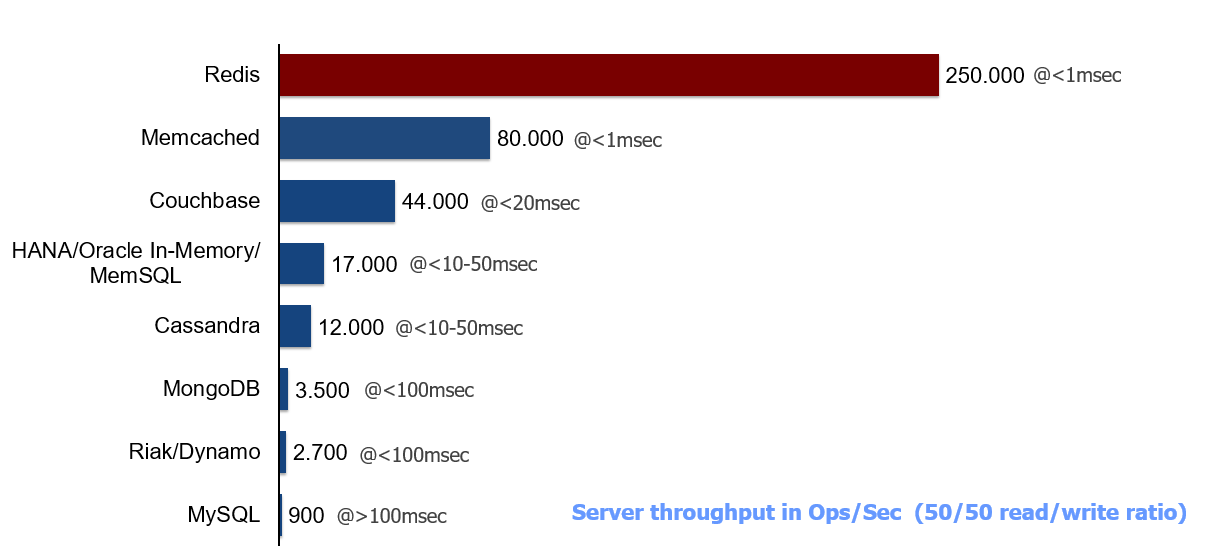 Redis 250.000 @<1msec
Memcached 80.000 @<1msec
Couchbase 44.000 @<20msec
HANA/Oracle In-Memory/
MemSQL 17.000 @<10-50msec
Cassandra 12.000 @<10-50msec
MongoDB 3.500 @<100msec
Riak/Dynamo 2.700 @<100msec
MySQL 900 @>100msec
Server throughput in Ops/Sec (50/50 read/write ratio)